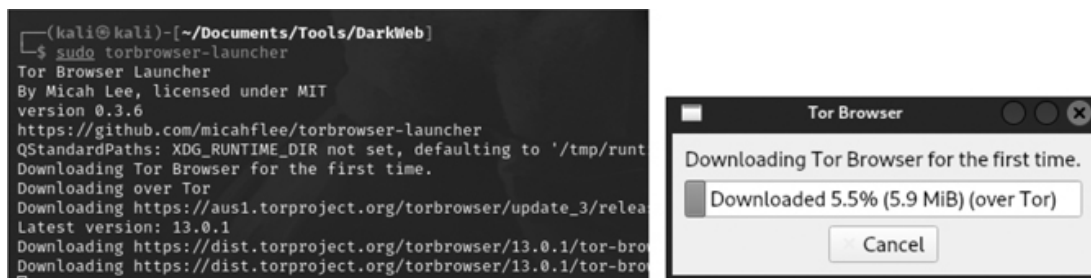 (kali㉿kali)-[~/Documents/Tools/DarkWeb]
$ sudo torbrowser-launcher
Tor Browser Launcher
By Micah Lee, licensed under MIT
version 0.3.6
https://github.com/micahflee/torbrowser-launcher
QStandardPaths: XDG_RUNTIME_DIR not set, defaulting to '/tmp/runt
Downloading Tor Browser for the first time.
Downloading over Tor
Downloading https://aus1.torproject.org/torbrowser/update_3/relea
Latest version: 13.0.1
Downloading https://dist.torproject.org/torbrowser/13.0.1/tor-bro
Downloading https://dist.torproject.org/torbrowser/13.0.1/tor-bro
Tor Browser
Downloading Tor Browser for the first time.
Downloaded 5.5% (5.9 MiB) (over Tor)
Cancel